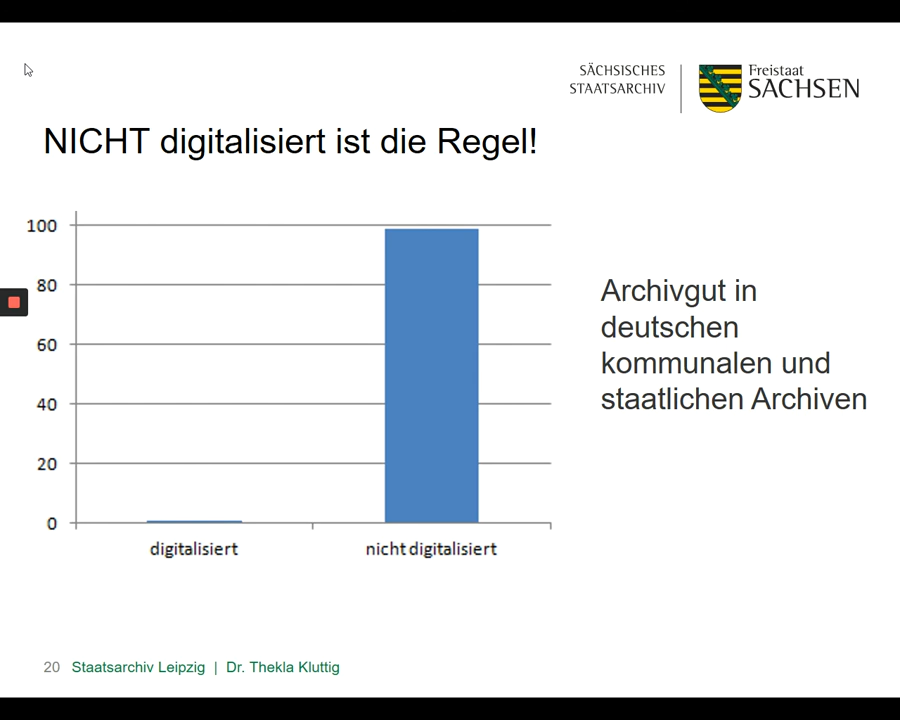 SÄCHSISCHES
STAATSARCHIV
Freistaat
SACHSEN
NICHT digitalisiert ist die Regel!
100
80
60
40
20
0
digitalisiert
nicht digitalisiert
Archivgut in
deutschen
kommunalen und
staatlichen Archiven
20 Staatsarchiv Leipzig | Dr. Thekla Kluttig